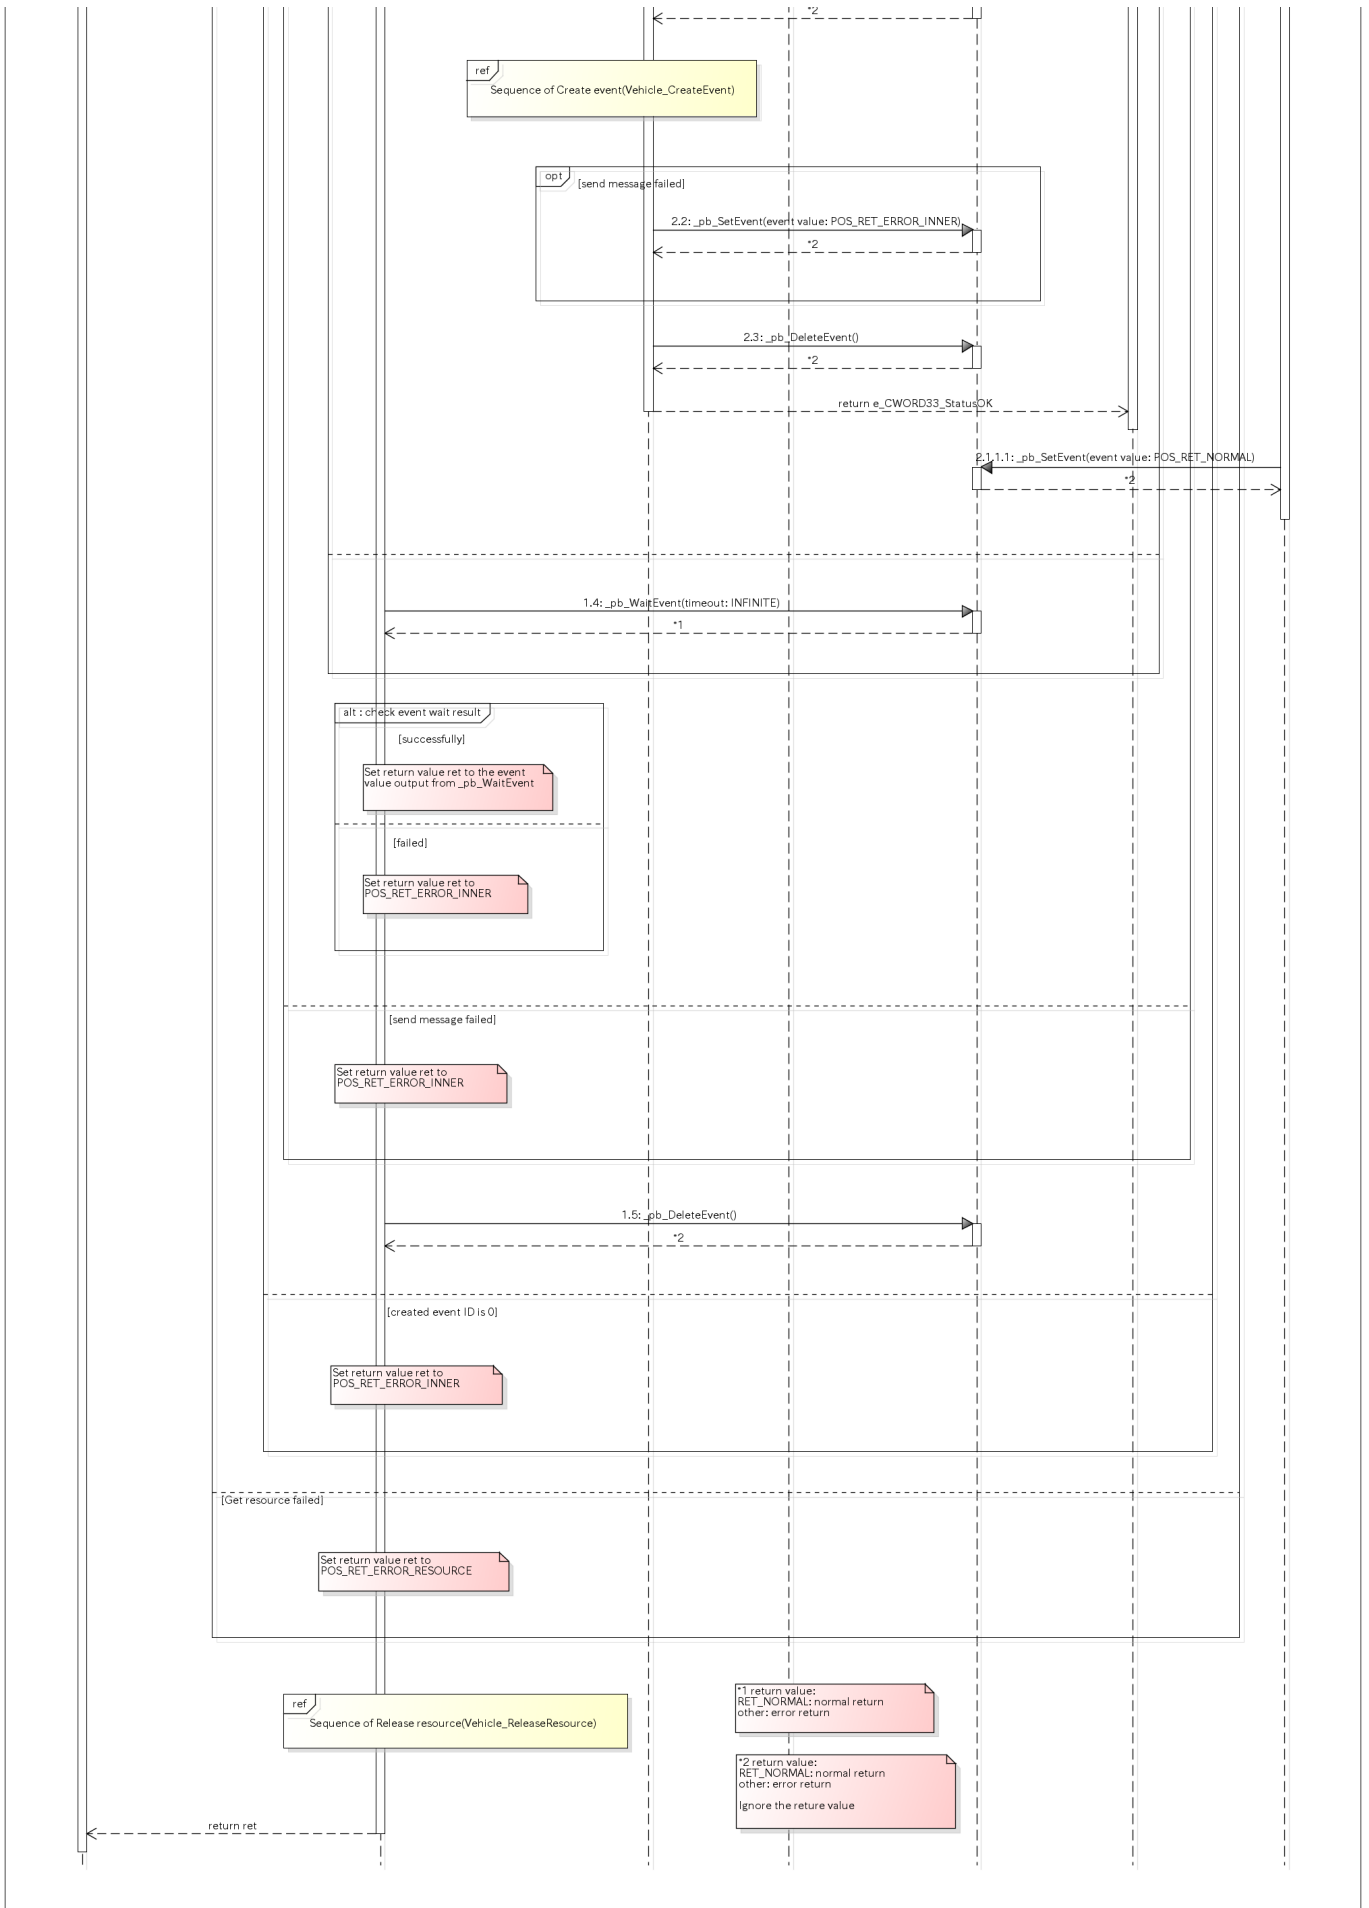 *2
ref
Sequence of Create event(Vehicle_CreateEvent)
opt
[send message failed]
2.2: _pb_SetEvent(event value: POS_RET_ERROR_INNER)
*2
2.3: _pb_DeleteEvent()
*2
return e_CWORD33_StatusOK
2.1.1.1: _pb_SetEvent(event value: POS_RET_NORMAL)
*2
1.4: _pb_WaitEvent(timeout: INFINITE)
*1
alt : check event wait result
[successfully]
Set return value ret to the event
value output from _pb_WaitEvent
[failed]
Set return value ret to
POS_RET_ERROR_INNER
[send message failed]
Set return value ret to
POS_RET_ERROR_INNER
1.5: _pb_DeleteEvent()
*2
[created event ID is 0]
Set return value ret to
POS_RET_ERROR_INNER
[Get resource failed]
Set return value ret to
POS_RET_ERROR_RESOURCE
ref
Sequence of Release resource(Vehicle_ReleaseResource)
*1 return value:
RET_NORMAL: normal return
other: error return
*2 return value:
RET_NORMAL: normal return
other: error return
Ignore the reture value
return ret